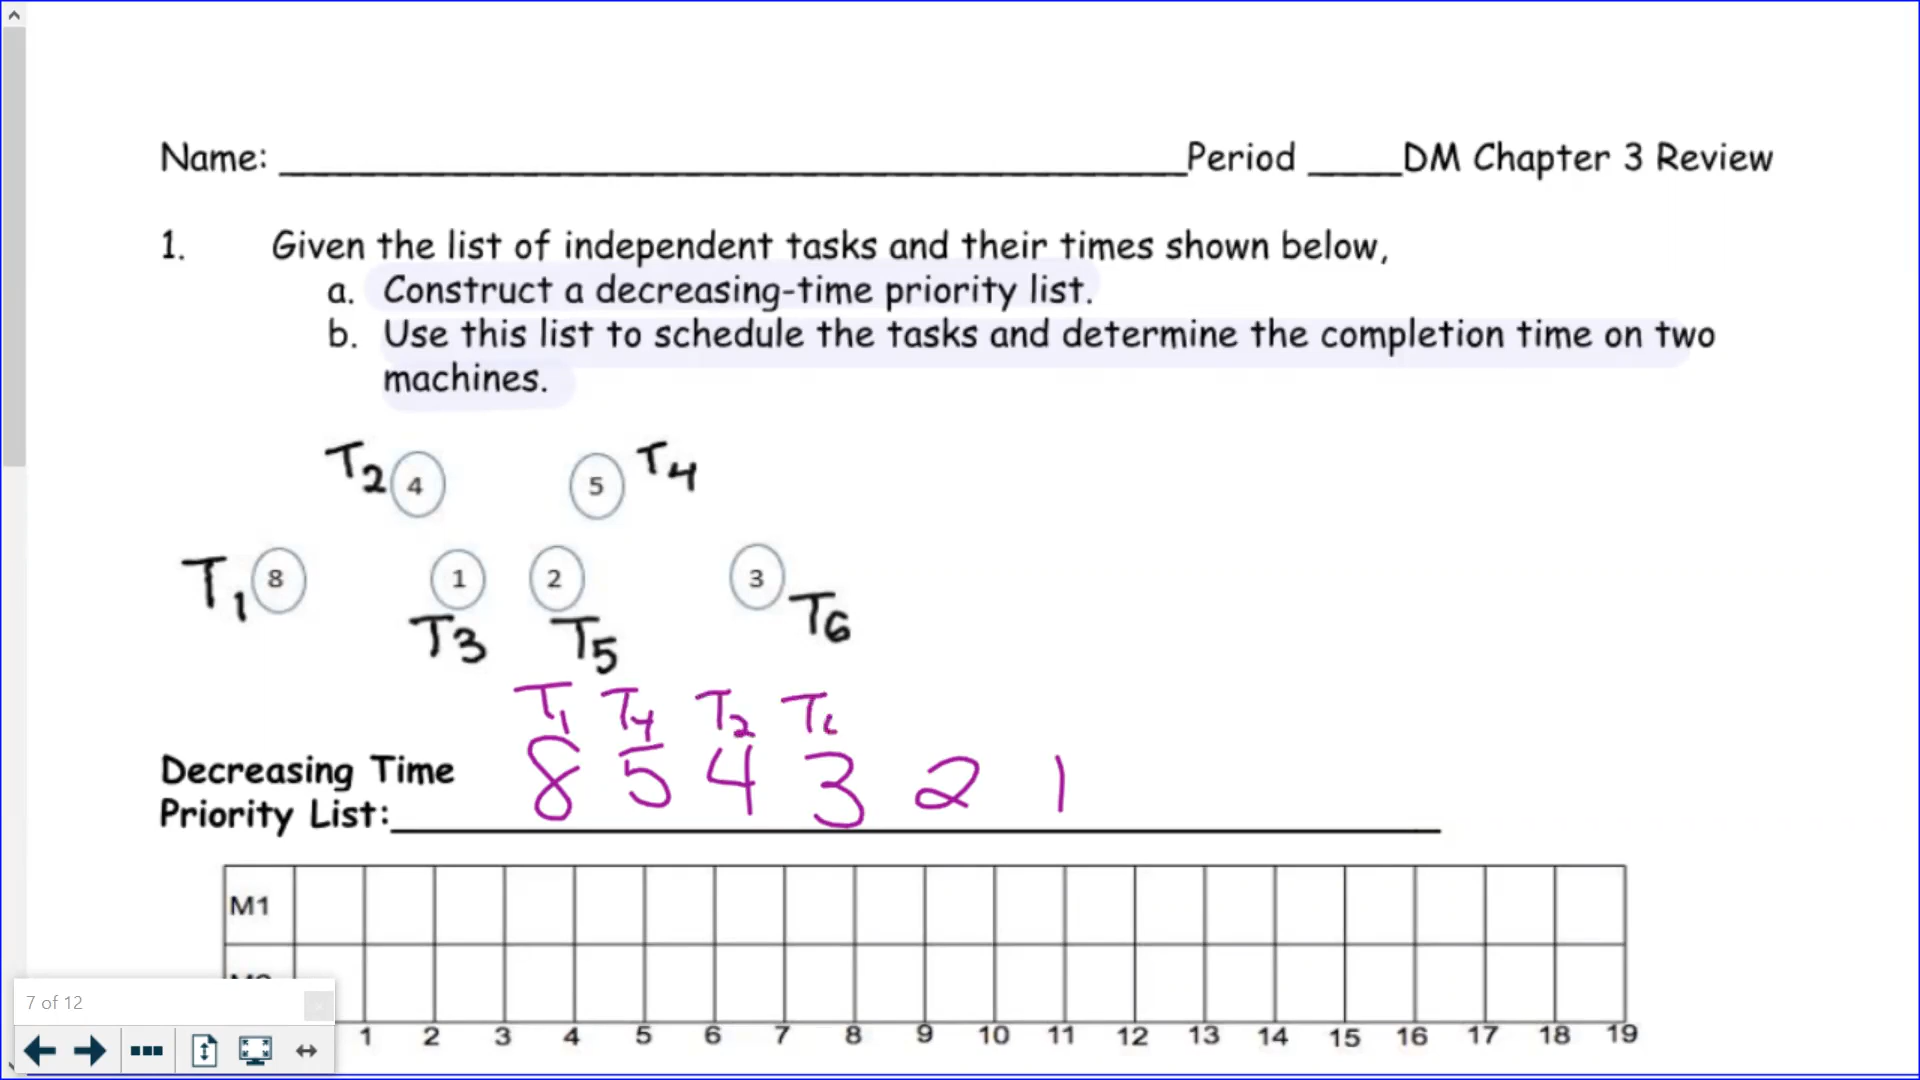 Name: ______ Period _____DM Chapter 3 Review
1. Given the list of independent tasks and their times shown below,
a. Construct a decreasing-time priority list.
b. Use this list to schedule the tasks and determine the completion time on two
machines.
T2 4 5 T4
T1 8 1 2 3
T3 T5 T6
T1 T4 T2
8 5 4 3 2 1
Decreasing Time
Priority List:
M1
1 2 3 4 5 6 7 8 9 10 11 12 13 14 15 16 17 18 19
7 of 12